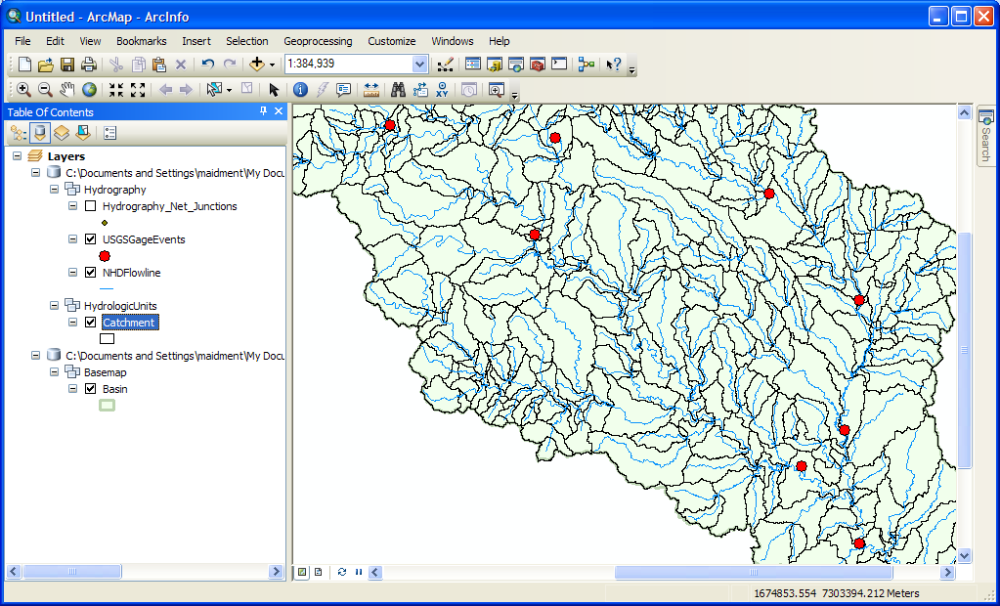 Untitled - ArcMap - ArcInfo
File Edit View Bookmarks Insert Selection Geoprocessing Customize Windows Help
1:384,939
Table Of Contents
Layers
C:\Documents and Settings\maidment\My Docu
Hydrography
Hydrography_Net_Junctions
USGSGageEvents
NHDFlowline
HydrologicUnits
Catchment
C:\Documents and Settings\maidment\My Docu
Basemap
Basin
Search
1674853.554 7303394.212 Meters